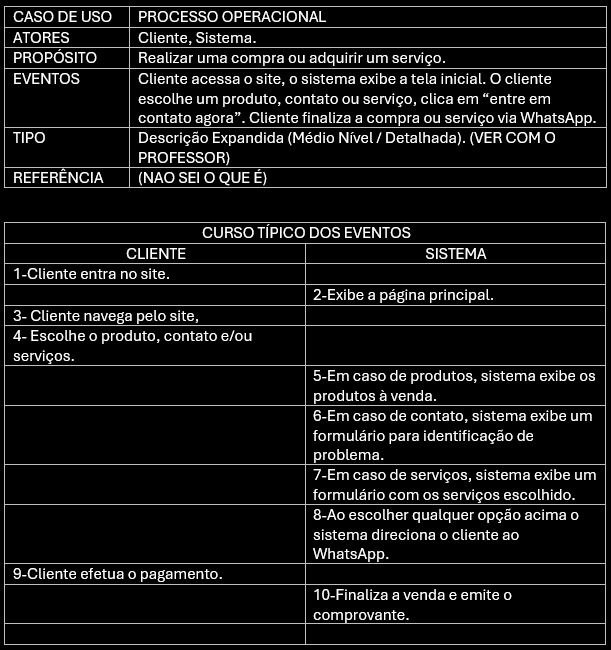 CASO DE USO PROCESSO OPERACIONAL
ATORES Cliente, Sistema.
PROPÓSITO Realizar uma compra ou adquirir um serviço.
EVENTOS Cliente acessa o site, o sistema exibe a tela inicial. O cliente
escolhe um produto, contato ou serviço, clica em “entre em
contato agora”. Cliente finaliza a compra ou serviço via WhatsApp.
TIPO Descrição Expandida (Médio Nível / Detalhada). (VER COM O
PROFESSOR)
REFERÊNCIA (NAO SEI O QUE É)
CURSO TÍPICO DOS EVENTOS
CLIENTE SISTEMA
1-Cliente entra no site.
2-Exibe a página principal.
3- Cliente navega pelo site,
4- Escolhe o produto, contato e/ou
serviços.
5-Em caso de produtos, sistema exibe os
produtos à venda.
6-Em caso de contato, sistema exibe um
formulário para identificação de
problema.
7-Em caso de serviços, sistema exibe um
formulário com os serviços escolhido.
8-Ao escolher qualquer opção acima o
sistema direciona o cliente ao
WhatsApp.
9-Cliente efetua o pagamento.
10-Finaliza a venda e emite o
comprovante.